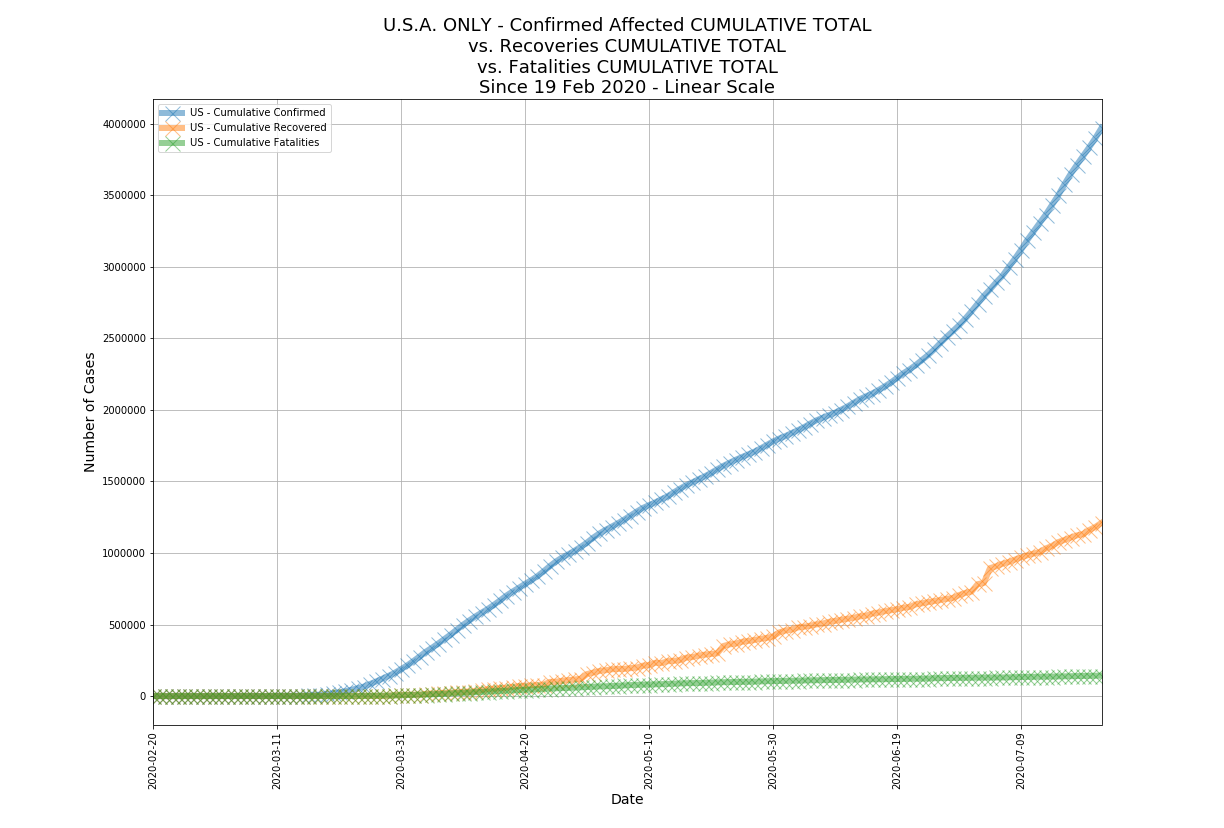 U.S.A. ONLY - Confirmed Affected CUMULATIVE TOTAL
vs. Recoveries CUMULATIVE TOTAL
vs. Fatalities CUMULATIVE TOTAL
Since 19 Feb 2020 - Linear Scale
US - Cumulative Confirmed
US - Cumulative Recovered
US - Cumulative Fatalities
Number of Cases
4000000
3500000
3000000
2500000
2000000
1500000
1000000
500000
0
2020-02-20
2020-03-11
2020-03-31
2020-04-20
2020-05-10
2020-05-30
2020-06-19
2020-07-09
Date